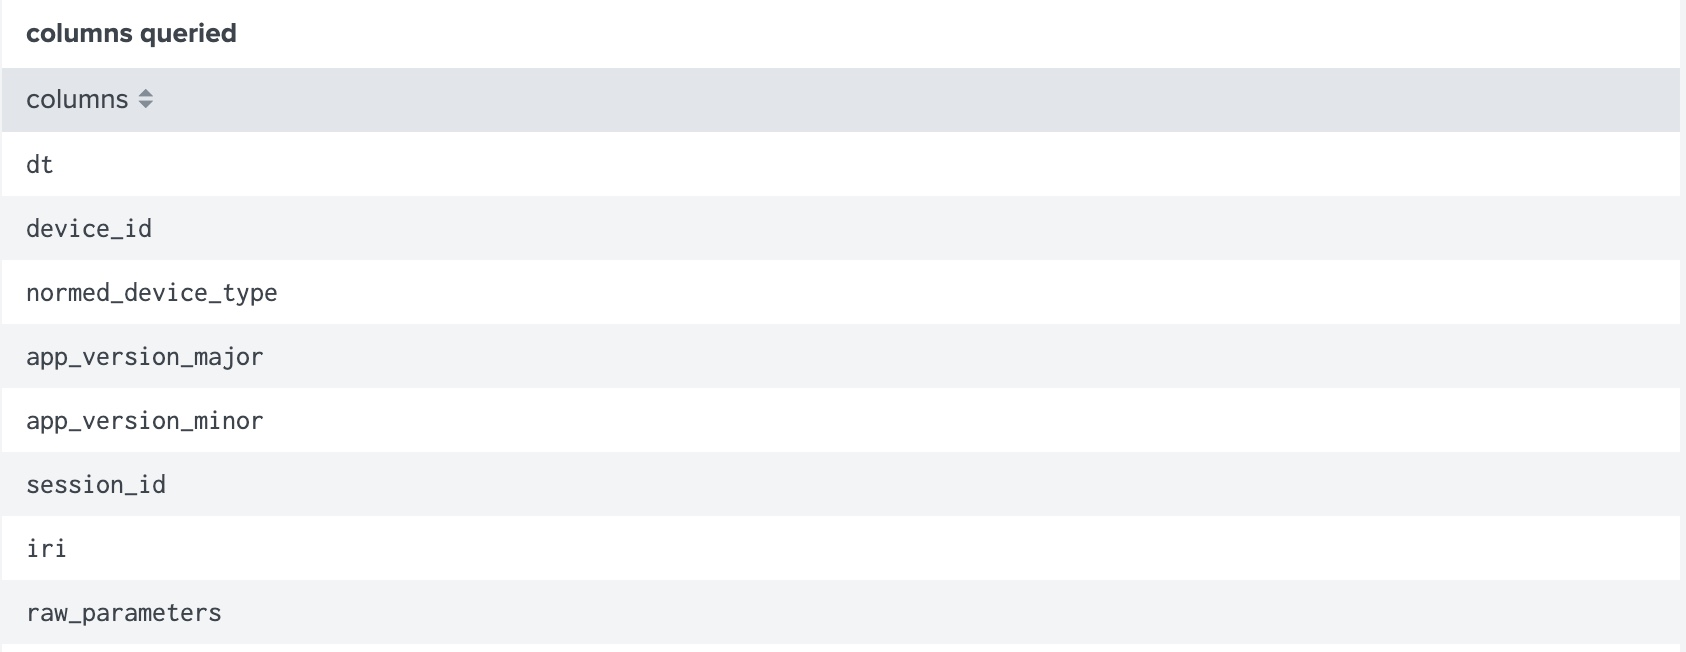 columns queried
columns
dt
device_id
normed_device_type
app_version_major
app_version_minor
session_id
iri
raw_parameters